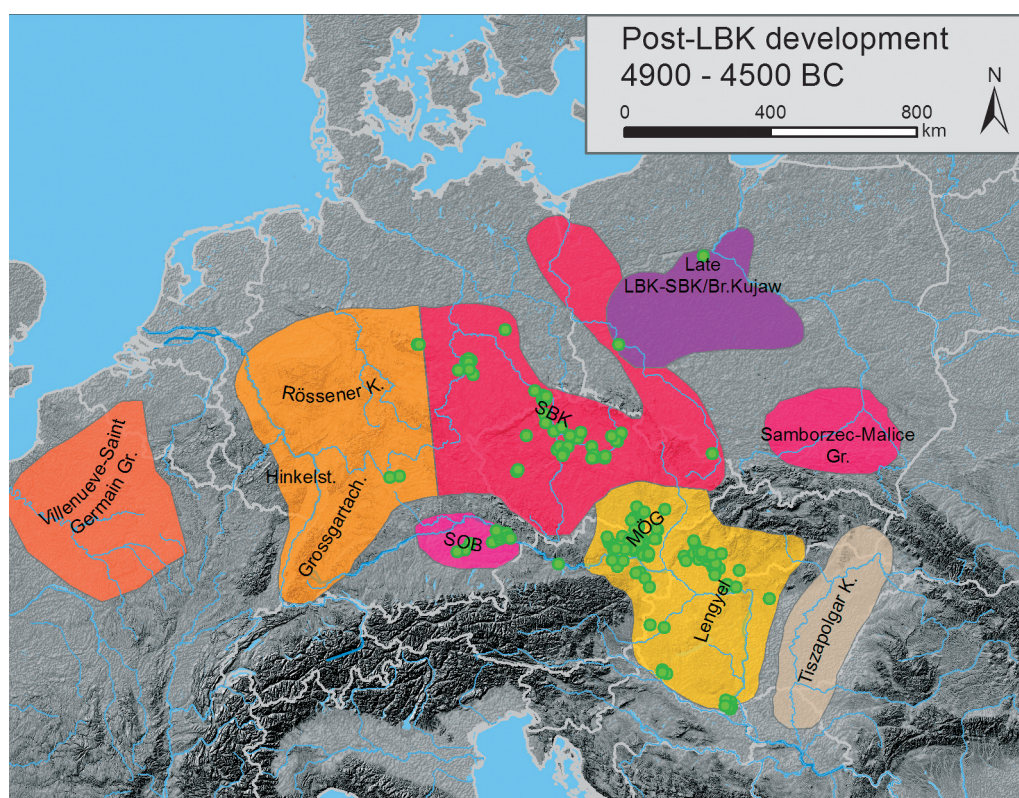 Post-LBK development
4900 - 4500 BC
N
0 400 800
km
Late
LBK-SBK/Br.Kujaw
Rössener K.
SBK
Samborzec-Malice
Gr.
Villenueve-Saint
Germain Gr.
Hinkelst.
Grossgartach.
SOB
MÖG
Lengyel
Tiszapolgar K.